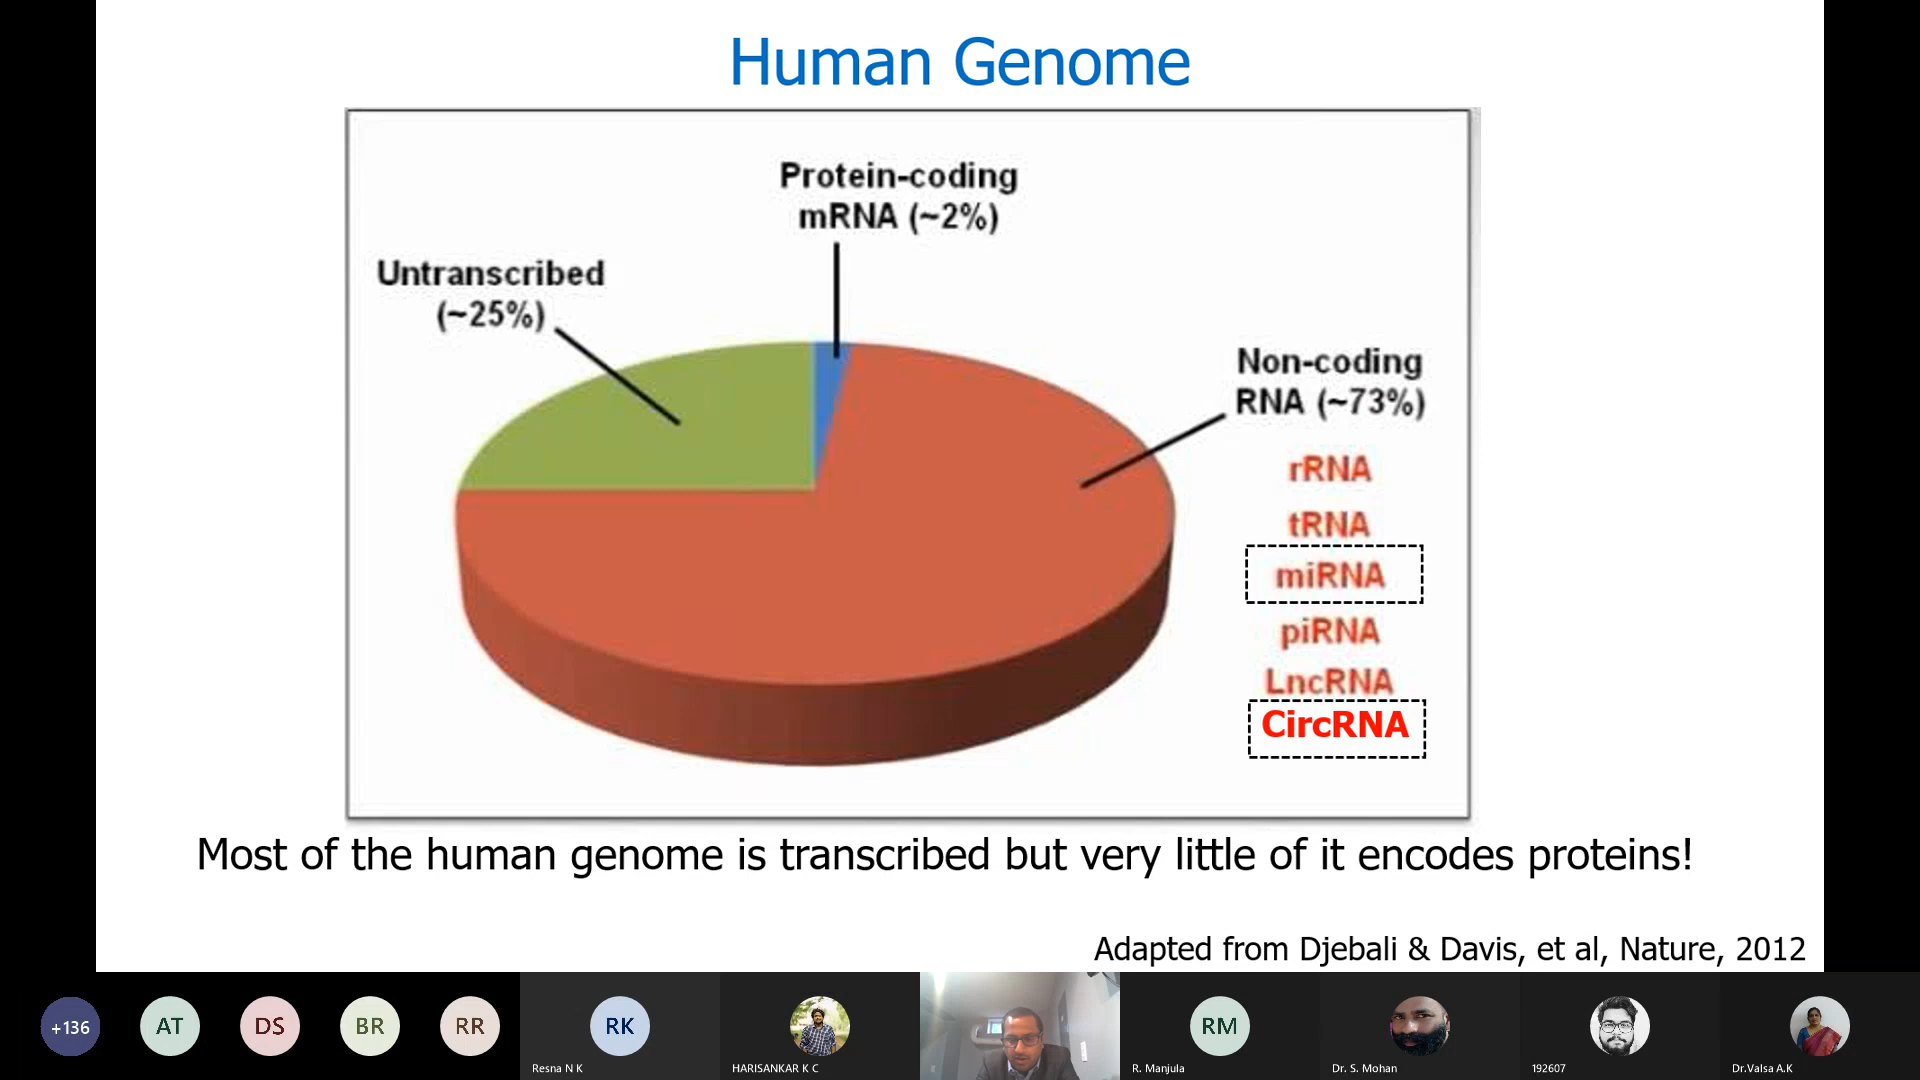 Human Genome
Protein-coding
mRNA (~2%)
Untranscribed
(~25%)
Non-coding
RNA (~73%)
rRNA
tRNA
miRNA
piRNA
LncRNA
CircRNA
Most of the human genome is transcribed but very little of it encodes proteins!
Adapted from Djebali & Davis, et al, Nature, 2012
+136
AT
DS
BR
RR
RK
RM
Resna N K
HARISANKAR K C
R. Manjula
Dr. S. Mohan
192607
Dr.Valsa A.K